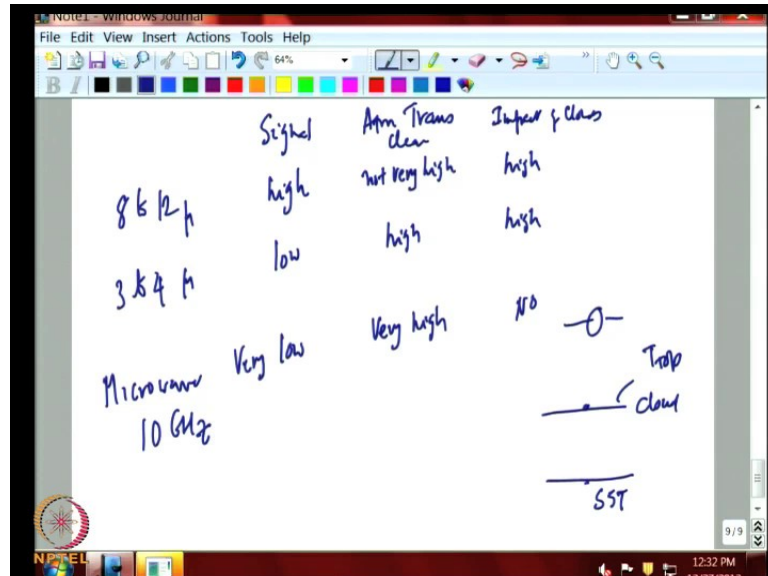 Note1 - Windows Journal
File Edit View Insert Actions Tools Help
64%
B I
Signal Atm Trans clear Impact of Clouds
8 to 12 μ high not very high high
3 to 4 μ low high high
Microwave 10 GHz Very low Very high NO
Trop
Cloud
SST
9/9
NPTEL
12:32 PM